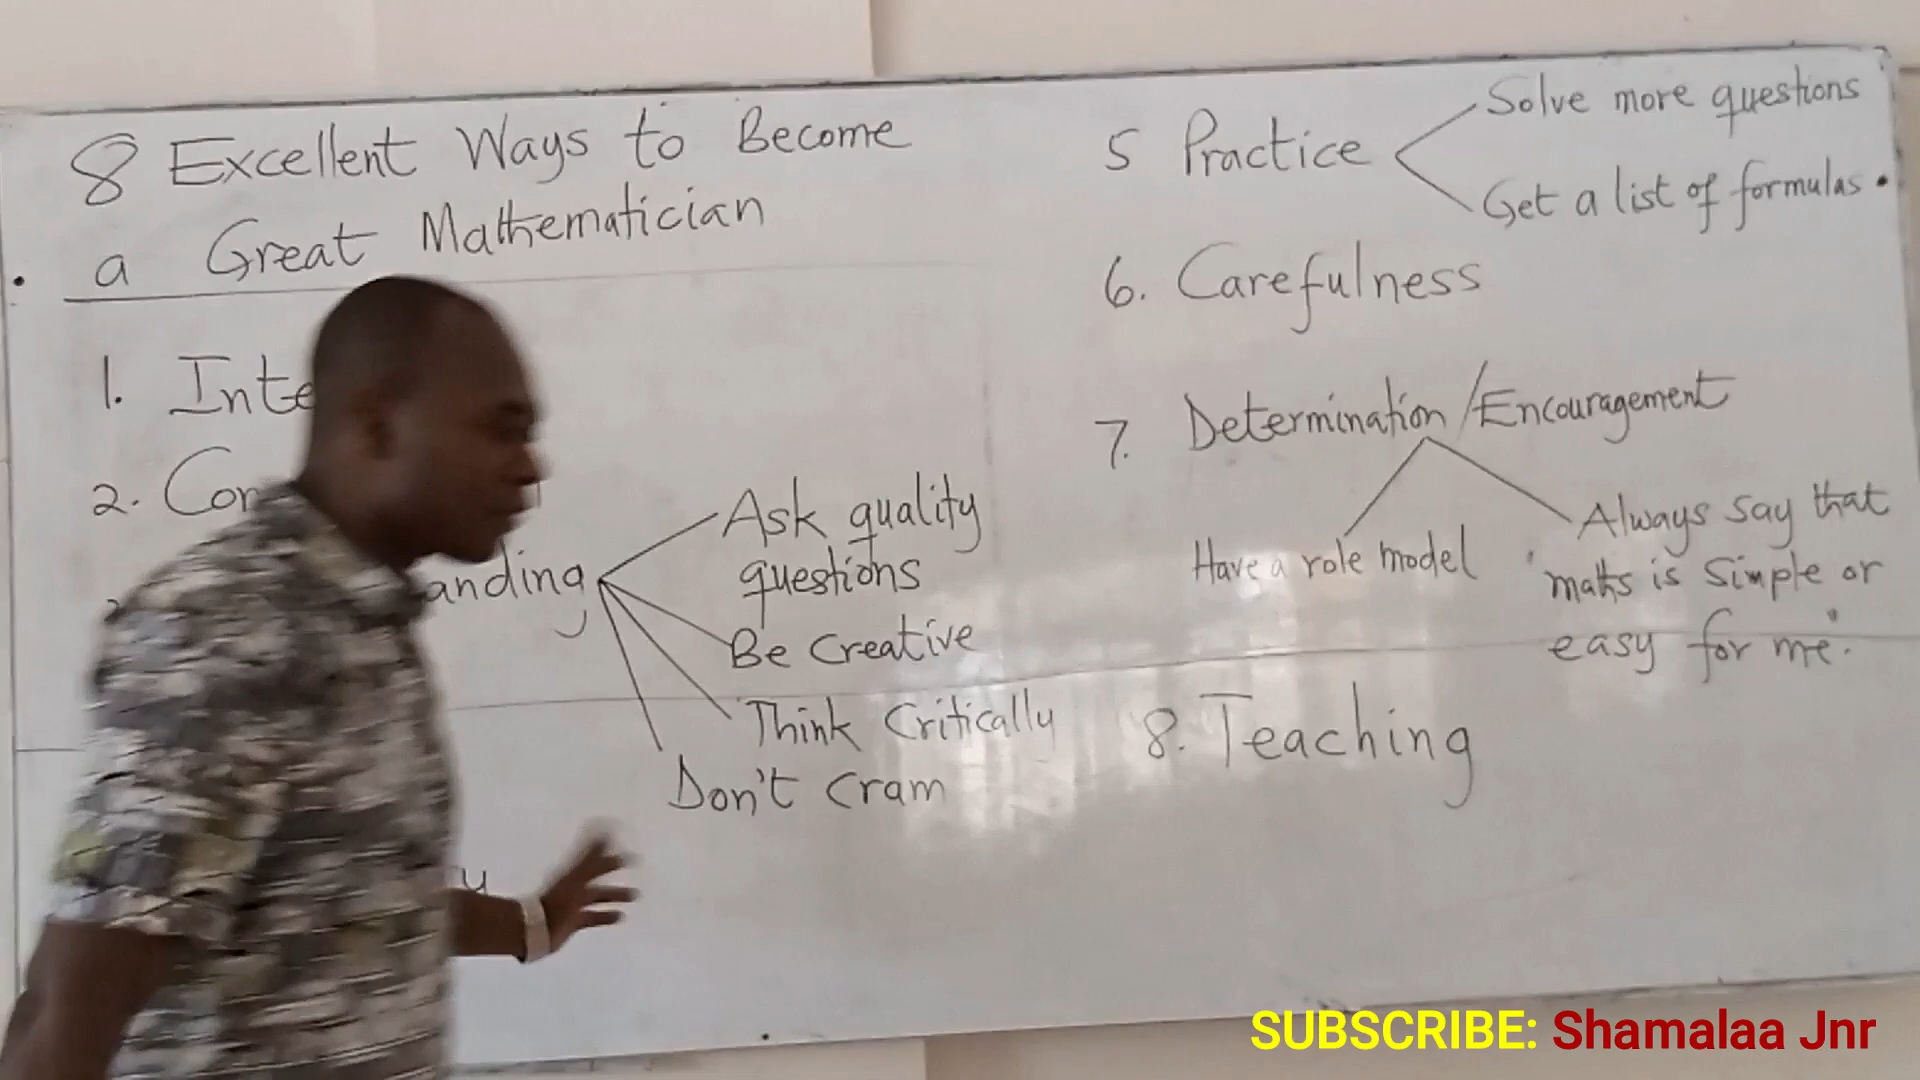 8 Excellent Ways to Become
a Great Mathematician
1. Inte
2. Con
anding
Ask quality
questions
Be Creative
Think Critically
Don't Cram
5 Practice
Solve more questions
Get a list of formulas
6. Carefulness
7. Determination/Encouragement
Have a role model
Always say that
"maths is simple or
easy for me".
8. Teaching
SUBSCRIBE: Shamalaa Jnr